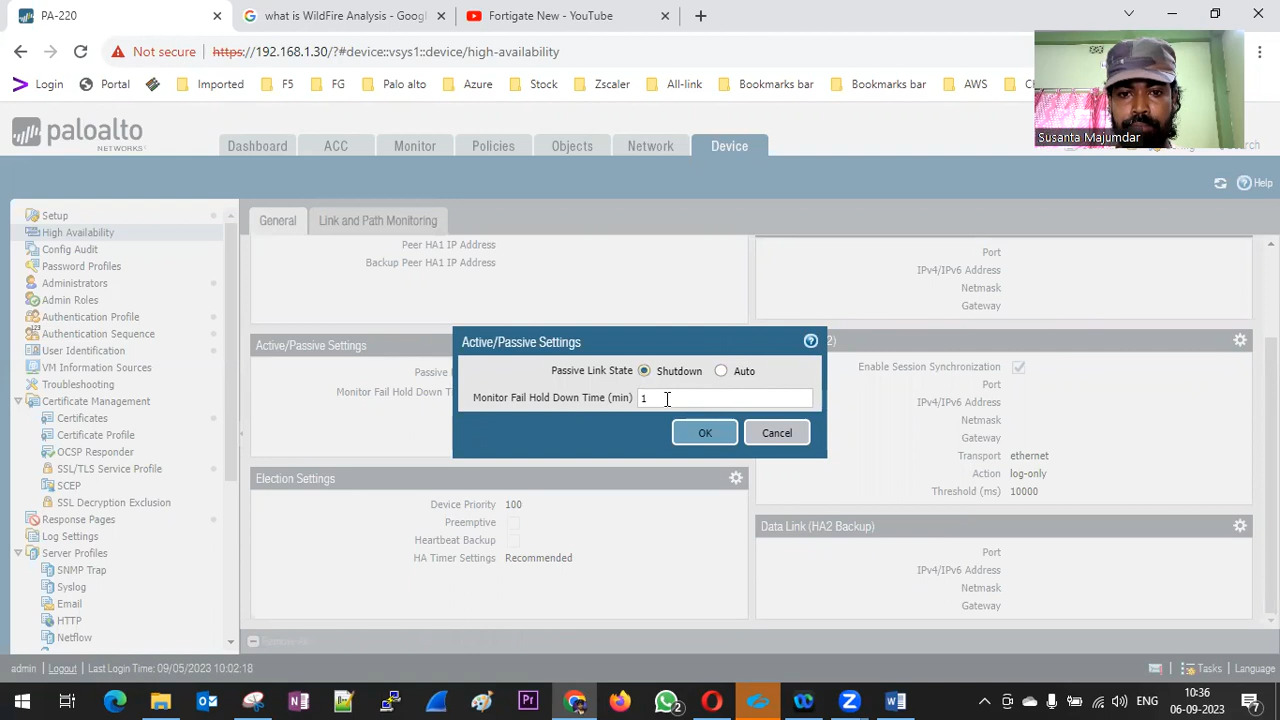 PA-220
what is WildFire Analysis - Googl
Fortigate New - YouTube
Not secure
https://192.168.1.30/?#device::vsys1::device/high-availability
Login
Portal
Imported
F5
FG
Palo alto
Azure
Stock
Zscaler
All-link
Bookmarks bar
Bookmarks bar
AWS
Susanta Majumdar
paloalto
NETWORKS
Dashboard
ACC
Policies
Objects
Network
Device
Search
Help
Setup
High Availability
Config Audit
Password Profiles
Administrators
Admin Roles
Authentication Profile
Authentication Sequence
User Identification
VM Information Sources
Troubleshooting
Certificate Management
Certificates
Certificate Profile
OCSP Responder
SSL/TLS Service Profile
SCEP
SSL Decryption Exclusion
Response Pages
Log Settings
Server Profiles
SNMP Trap
Syslog
Email
HTTP
Netflow
General
Link and Path Monitoring
Peer HA1 IP Address
Backup Peer HA1 IP Address
Active/Passive Settings
Passive
Monitor Fail Hold Down T
Active/Passive Settings
Passive Link State
Shutdown
Auto
Monitor Fail Hold Down Time (min) 1
OK
Cancel
Election Settings
Device Priority 100
Preemptive
Heartbeat Backup
HA Timer Settings Recommended
Port
IPv4/IPv6 Address
Netmask
Gateway
2)
Enable Session Synchronization
Port
IPv4/IPv6 Address
Netmask
Gateway
Transport ethernet
Action log-only
Threshold (ms) 10000
Data Link (HA2 Backup)
Port
IPv4/IPv6 Address
Netmask
Gateway
admin
Logout
Last Login Time: 09/05/2023 10:02:18
Tasks
Language
2
ENG
10:36
06-09-2023
7